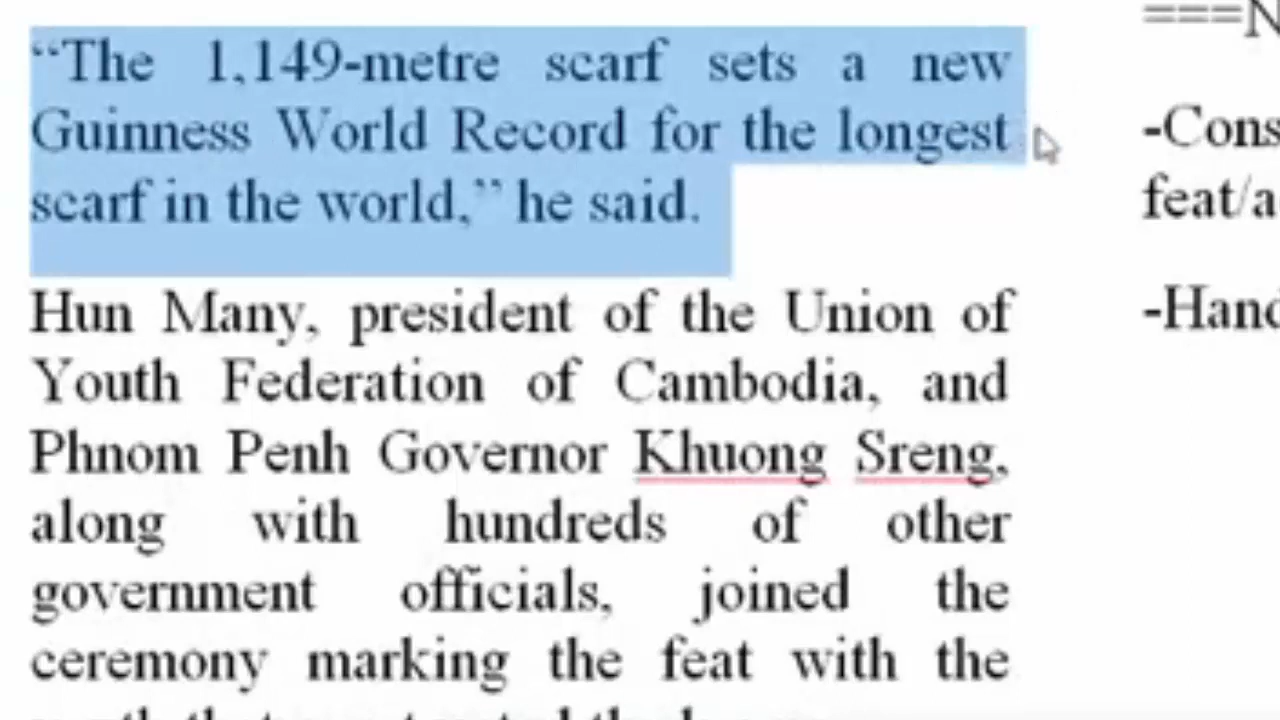 “The 1,149-metre scarf sets a new
Guinness World Record for the longest
scarf in the world,” he said.
Hun Many, president of the Union of
Youth Federation of Cambodia, and
Phnom Penh Governor Khuong Sreng,
along with hundreds of other
government officials, joined the
ceremony marking the feat with the
===N
-Cons
feat/a
-Hand